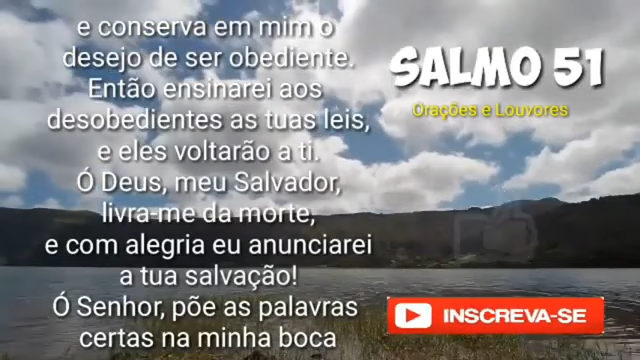 e conserva em mim o
desejo de ser obediente.
Então ensinarei aos
desobedientes as tuas leis,
e eles voltarão a ti.
Ó Deus, meu Salvador,
livra-me da morte,
e com alegria eu anunciarei
a tua salvação!
Ó Senhor, põe as palavras
certas na minha boca
SALMO 51
Orações e Louvores
INSCREVA-SE